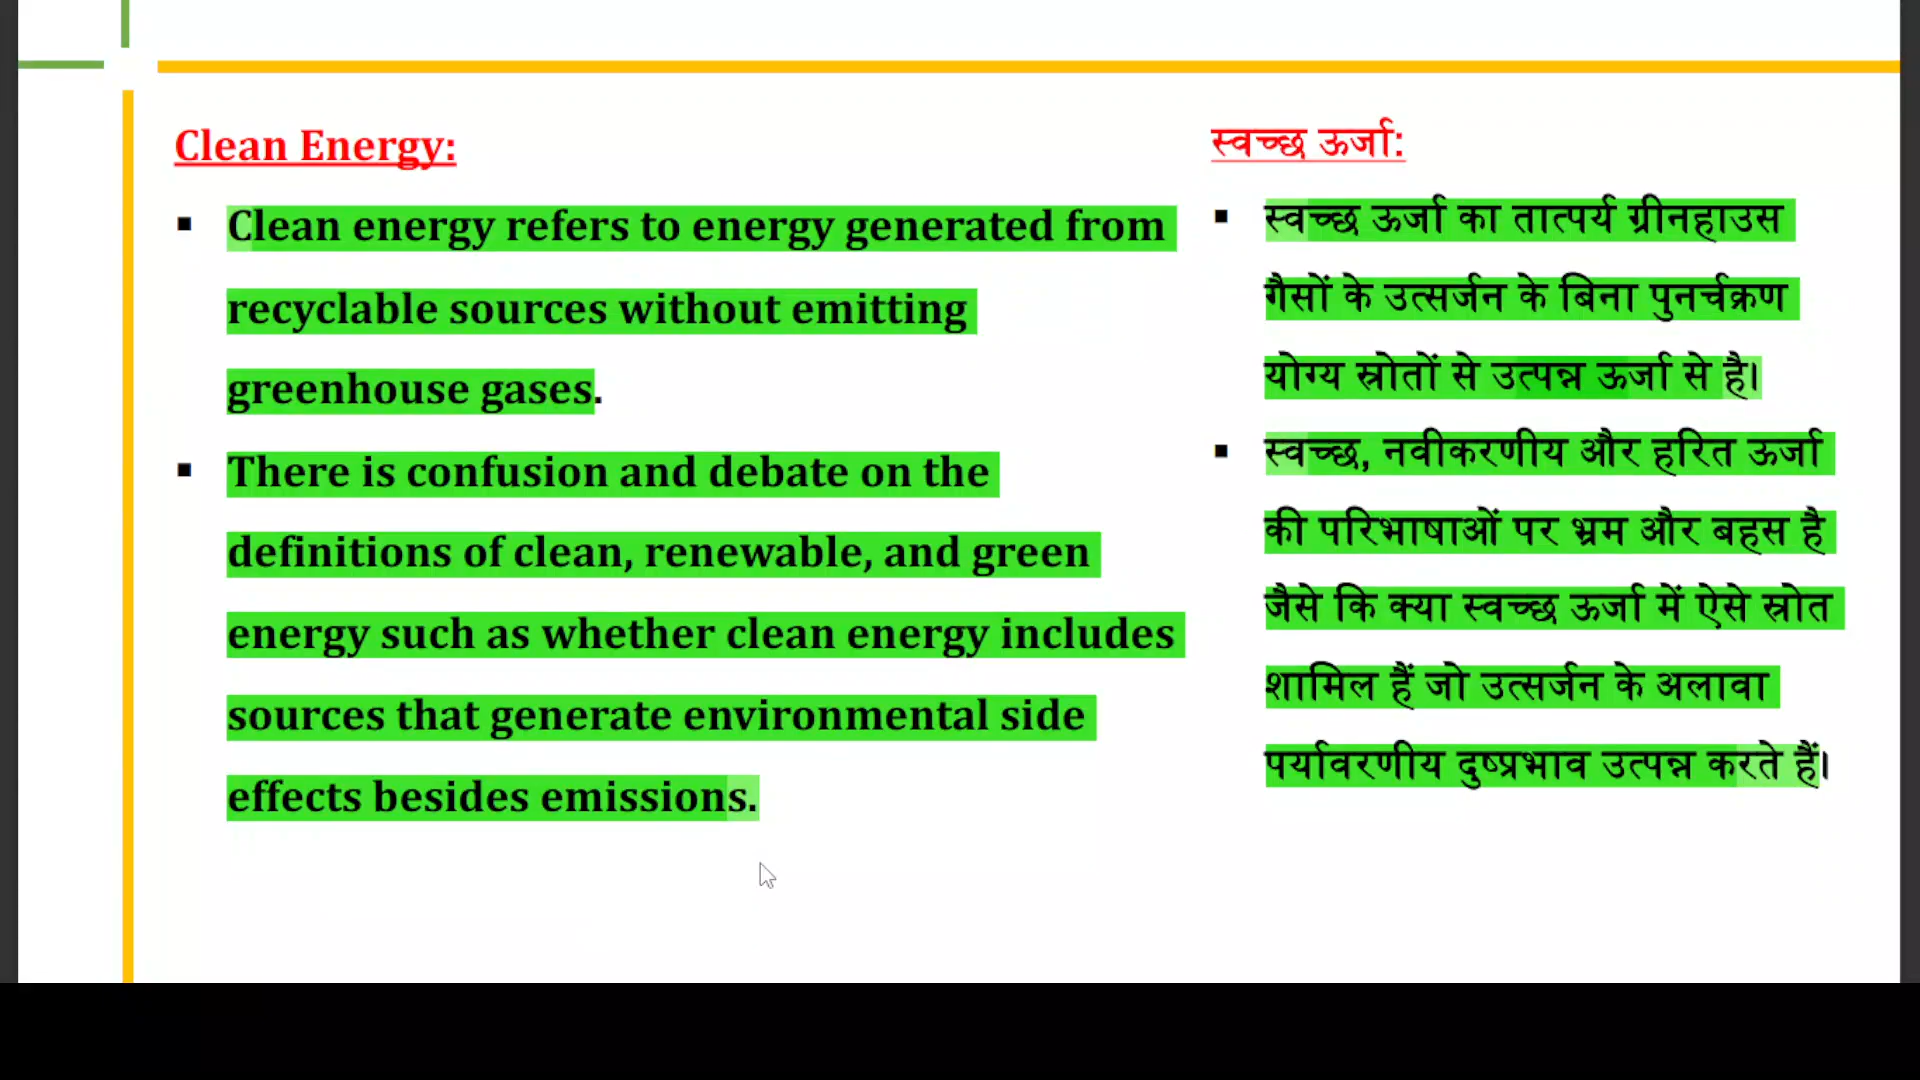 Clean Energy:
▪ Clean energy refers to energy generated from
recyclable sources without emitting
greenhouse gases.
▪ There is confusion and debate on the
definitions of clean, renewable, and green
energy such as whether clean energy includes
sources that generate environmental side
effects besides emissions.
स्वच्छ ऊर्जा:
▪ स्वच्छ ऊर्जा का तात्पर्य ग्रीनहाउस
गैसों के उत्सर्जन के बिना पुनर्चक्रण
योग्य स्रोतों से उत्पन्न ऊर्जा से है।
▪ स्वच्छ, नवीकरणीय और हरित ऊर्जा
की परिभाषाओं पर भ्रम और बहस है
जैसे कि क्या स्वच्छ ऊर्जा में ऐसे स्रोत
शामिल हैं जो उत्सर्जन के अलावा
पर्यावरणीय दुष्प्रभाव उत्पन्न करते हैं।